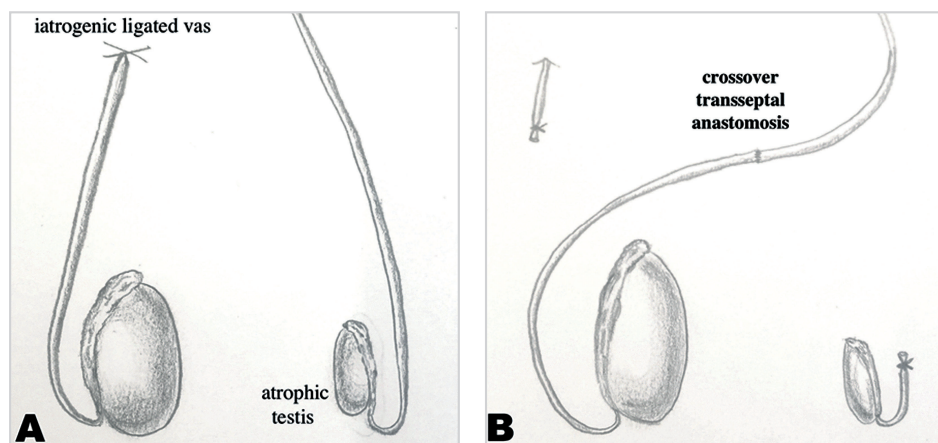 iatrogenic ligated vas
atrophic
testis
A
crossover
transseptal
anastomosis
B